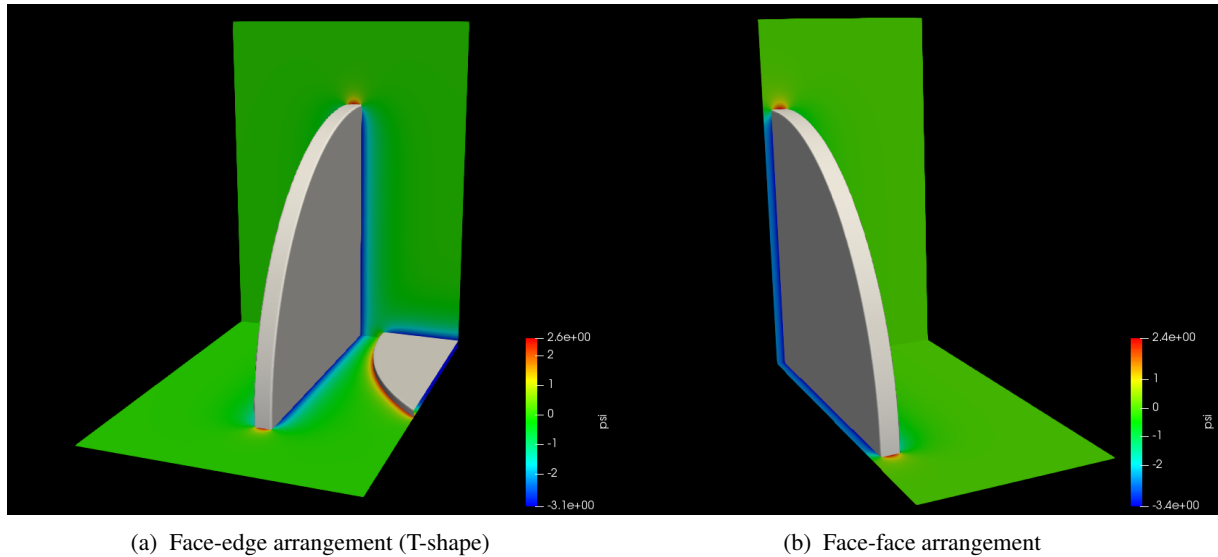 2.6e+00
2
1
0
-1
-2
-3.1e+00
psi
2.4e+00
1
0
-2
-3.4e+00
psi
(a) Face-edge arrangement (T-shape)
(b) Face-face arrangement